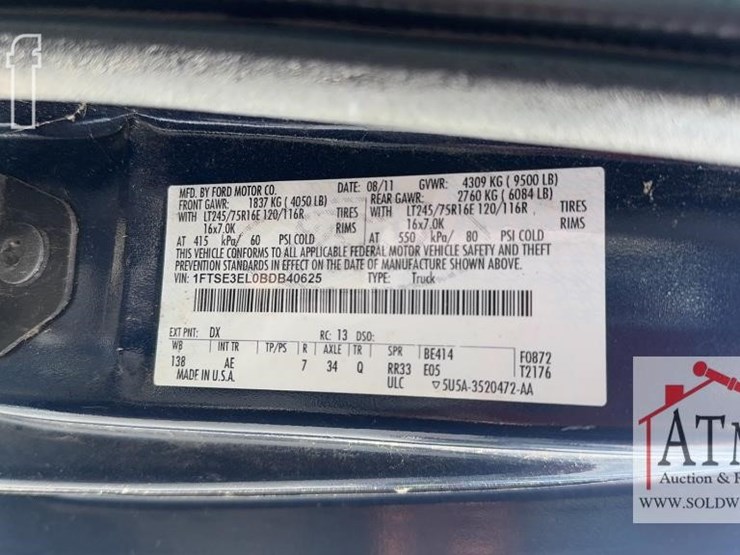 f
MFD. BY FORD MOTOR CO. DATE: 08/11 GVWR: 4309 KG ( 9500 LB)
FRONT GAWR: 1837 KG ( 4050 LB) REAR GAWR: 2760 KG ( 6084 LB)
WITH LT245/75R16E 120/116R TIRES WITH LT245/75R16E 120/116R TIRES
16x7.0K RIMS 16x7.0K RIMS
AT 415 kPa/ 60 PSI COLD AT 550 kPa/ 80 PSI COLD
THIS VEHICLE CONFORMS TO ALL APPLICABLE FEDERAL MOTOR VEHICLE SAFETY AND THEFT
PREVENTION STANDARDS IN EFFECT ON THE DATE OF MANUFACTURE SHOWN ABOVE.
VIN: 1FTSE3EL0BDB40625 TYPE: Truck
EXT PNT: DX RC: 13 DSO:
WB INT TR TP/PS R AXLE TR SPR BE414 F0872
138 AE 7 34 Q RR33 E05 T2176
MADE IN U.S.A. ULC ▽5U5A-3520472-AA
ATM
Auction &
WWW.SOLDW